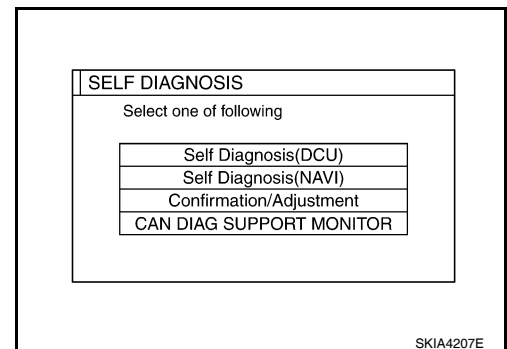 SELF DIAGNOSIS
Select one of following
Self Diagnosis(DCU)
Self Diagnosis(NAVI)
Confirmation/Adjustment
CAN DIAG SUPPORT MONITOR
SKIA4207E